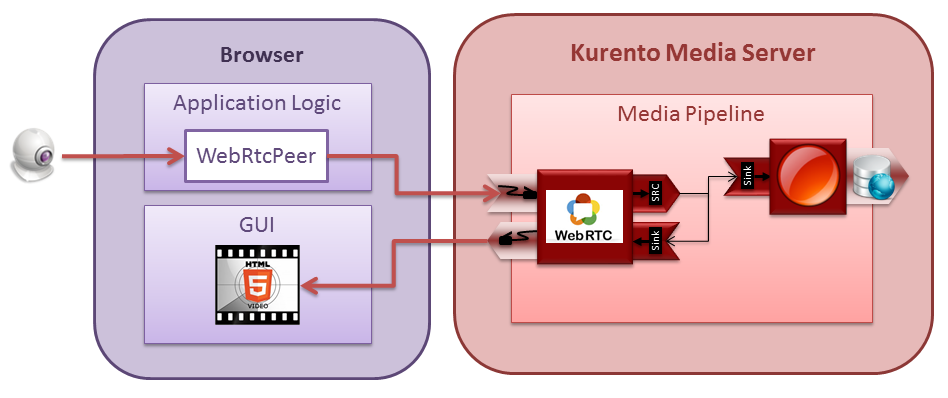 Browser
Application Logic
WebRtcPeer
GUI
HTML
5
VIDEO
Kurento Media Server
Media Pipeline
WebRTC
SRC
Sink
Sink